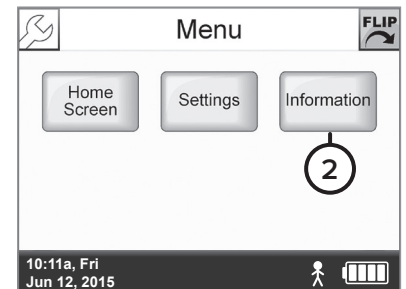 Menu
FLIP
Home
Screen
Settings
Information
2
10:11a, Fri
Jun 12, 2015